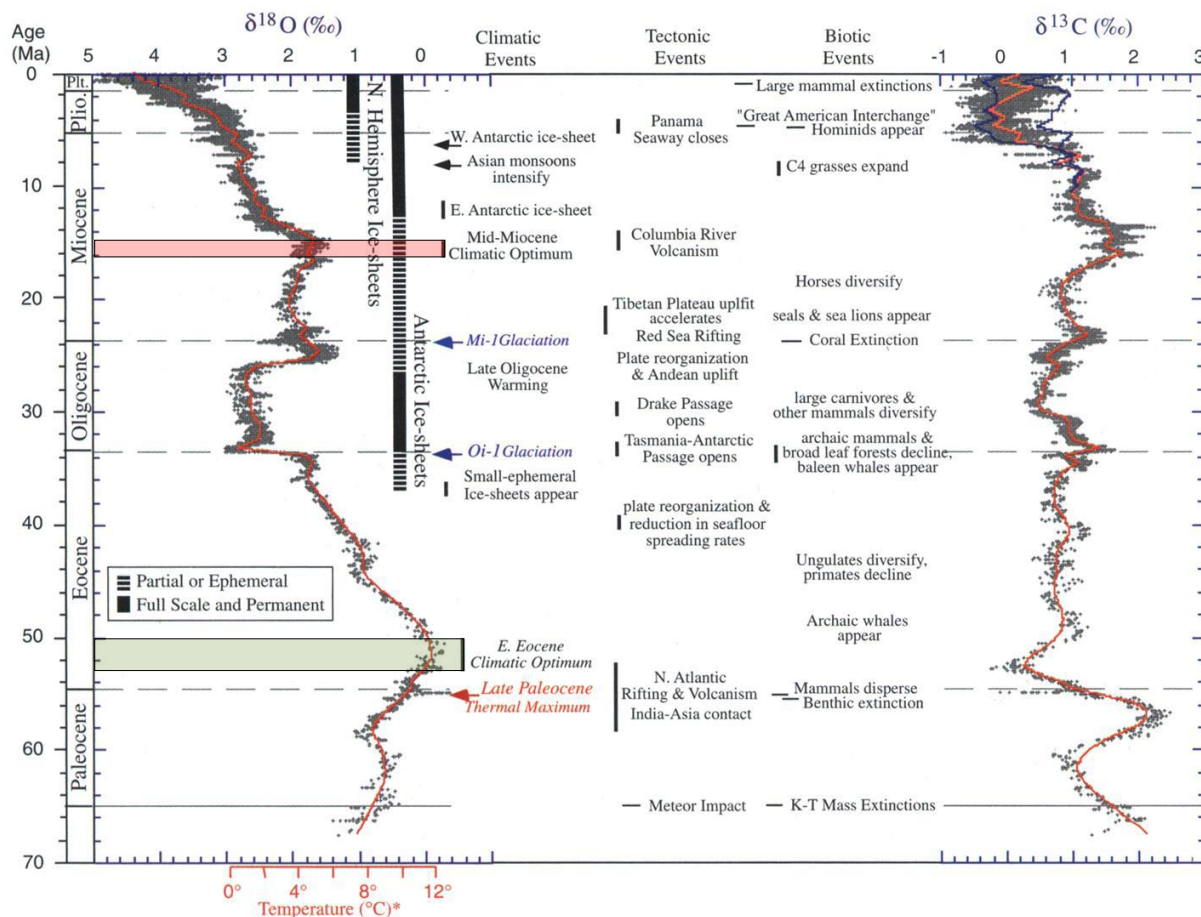 δ18O (‰)
δ13C (‰)
Age
(Ma)
5 4 3 2 1 0
Climatic
Events
Tectonic
Events
Biotic
Events
-1 0 1 2 3
0
10
20
30
40
50
60
70
Plt.
Plio.
Miocene
Oligocene
Eocene
Paleocene
N. Hemisphere Ice-sheets
Antarctic Ice-sheets
W. Antarctic ice-sheet
Asian monsoons
intensify
E. Antarctic ice-sheet
Mid-Miocene
Climatic Optimum
Mi-1Glaciation
Late Oligocene
Warming
Oi-1Glaciation
Small-ephemeral
Ice-sheets appear
E. Eocene
Climatic Optimum
Late Paleocene
Thermal Maximum
Panama
Seaway closes
Columbia River
Volcanism
Tibetan Plateau uplfit
accelerates
Red Sea Rifting
Plate reorganization
& Andean uplift
Drake Passage
opens
Tasmania-Antarctic
Passage opens
plate reorganization &
reduction in seafloor
spreading rates
N. Atlantic
Rifting & Volcanism
India-Asia contact
Meteor Impact
Large mammal extinctions
"Great American Interchange"
Hominids appear
C4 grasses expand
Horses diversify
seals & sea lions appear
Coral Extinction
large carnivores &
other mammals diversify
archaic mammals &
broad leaf forests decline,
baleen whales appear
Ungulates diversify,
primates decline
Archaic whales
appear
Mammals disperse
Benthic extinction
K-T Mass Extinctions
Partial or Ephemeral
Full Scale and Permanent
0° 4° 8° 12°
Temperature (°C)*